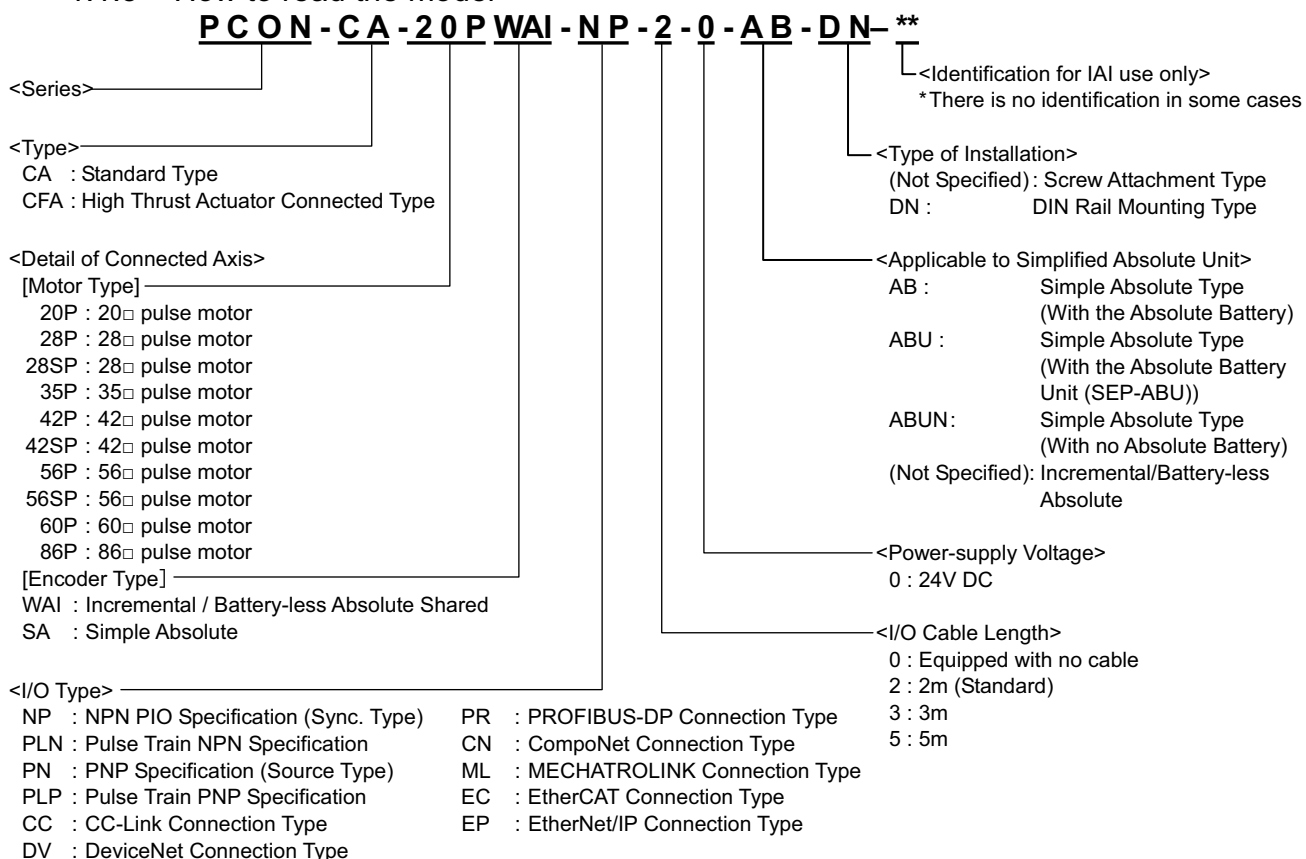 PCON-CA-20PWAI-NP-2-0-AB-DN–**
<Series>
<Type>
CA : Standard Type
CFA : High Thrust Actuator Connected Type
<Detail of Connected Axis>
[Motor Type]
20P : 20□ pulse motor
28P : 28□ pulse motor
28SP : 28□ pulse motor
35P : 35□ pulse motor
42P : 42□ pulse motor
42SP : 42□ pulse motor
56P : 56□ pulse motor
56SP : 56□ pulse motor
60P : 60□ pulse motor
86P : 86□ pulse motor
[Encoder Type]
WAI : Incremental / Battery-less Absolute Shared
SA : Simple Absolute
<I/O Type>
NP : NPN PIO Specification (Sync. Type)
PLN : Pulse Train NPN Specification
PN : PNP Specification (Source Type)
PLP : Pulse Train PNP Specification
CC : CC-Link Connection Type
DV : DeviceNet Connection Type
PR : PROFIBUS-DP Connection Type
CN : CompoNet Connection Type
ML : MECHATROLINK Connection Type
EC : EtherCAT Connection Type
EP : EtherNet/IP Connection Type
<Identification for IAI use only>
*There is no identification in some cases
<Type of Installation>
(Not Specified) : Screw Attachment Type
DN : DIN Rail Mounting Type
<Applicable to Simplified Absolute Unit>
AB : Simple Absolute Type
(With the Absolute Battery)
ABU : Simple Absolute Type
(With the Absolute Battery
Unit (SEP-ABU))
ABUN: Simple Absolute Type
(With no Absolute Battery)
(Not Specified): Incremental/Battery-less
Absolute
<Power-supply Voltage>
0 : 24V DC
<I/O Cable Length>
0 : Equipped with no cable
2 : 2m (Standard)
3 : 3m
5 : 5m